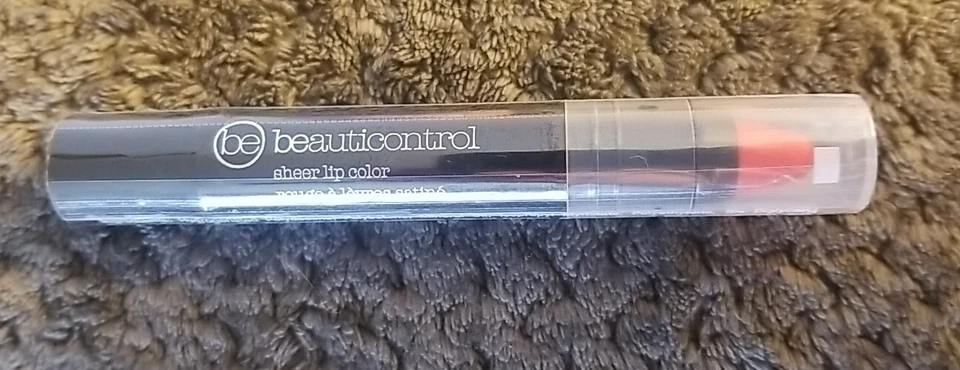 be beauticontrol
sheer lip color
rouge à lèvres satiné